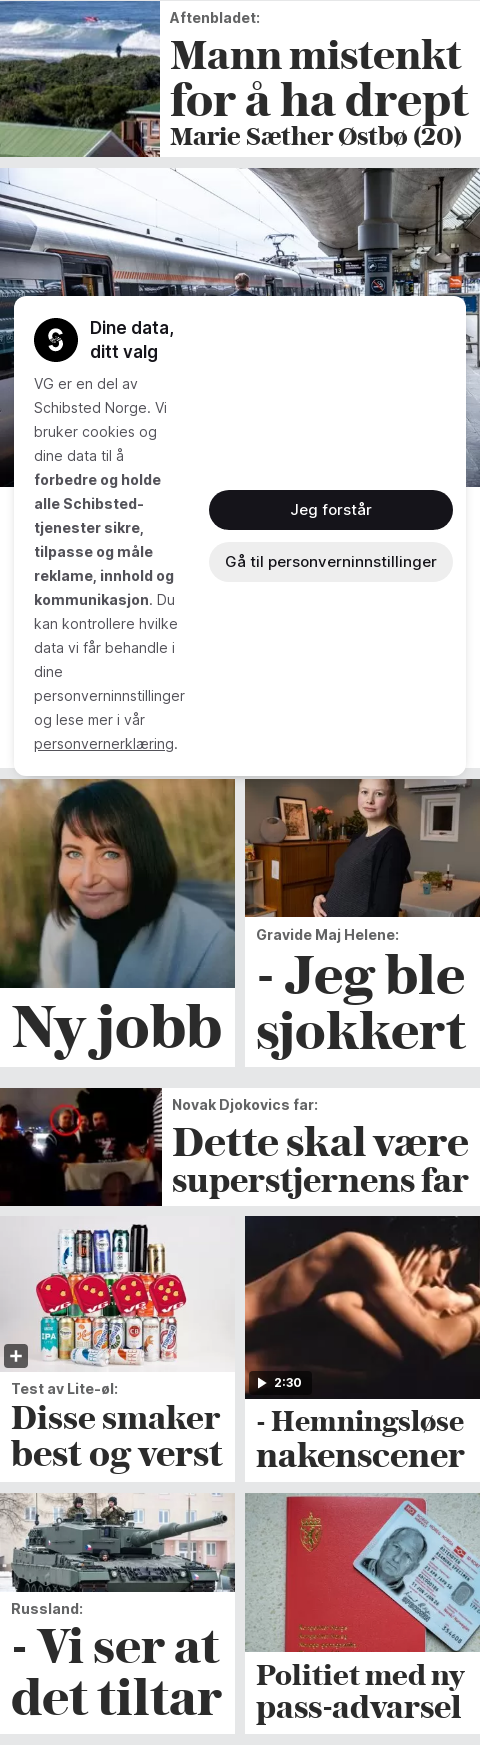 Aftenbladet:
Mann mistenkt
for å ha drept
Marie Sæther Østbø (20)
Dine data,
ditt valg
VG er en del av
Schibsted Norge. Vi
bruker cookies og
dine data til å
forbedre og holde
alle Schibsted-
tjenester sikre,
tilpasse og måle
reklame, innhold og
kommunikasjon. Du
kan kontrollere hvilke
data vi får behandle i
dine
personverninnstillinger
og lese mer i vår
personvernerklæring.
Jeg forstår
Gå til personverninnstillinger
Ny jobb
Gravide Maj Helene:
- Jeg ble
sjokkert
Novak Djokovics far:
Dette skal være
superstjernens far
Test av Lite-øl:
Disse smaker
best og verst
2:30
- Hemningsløse
nakenscener
Russland:
- Vi ser at
det tiltar
Politiet med ny
pass-advarsel